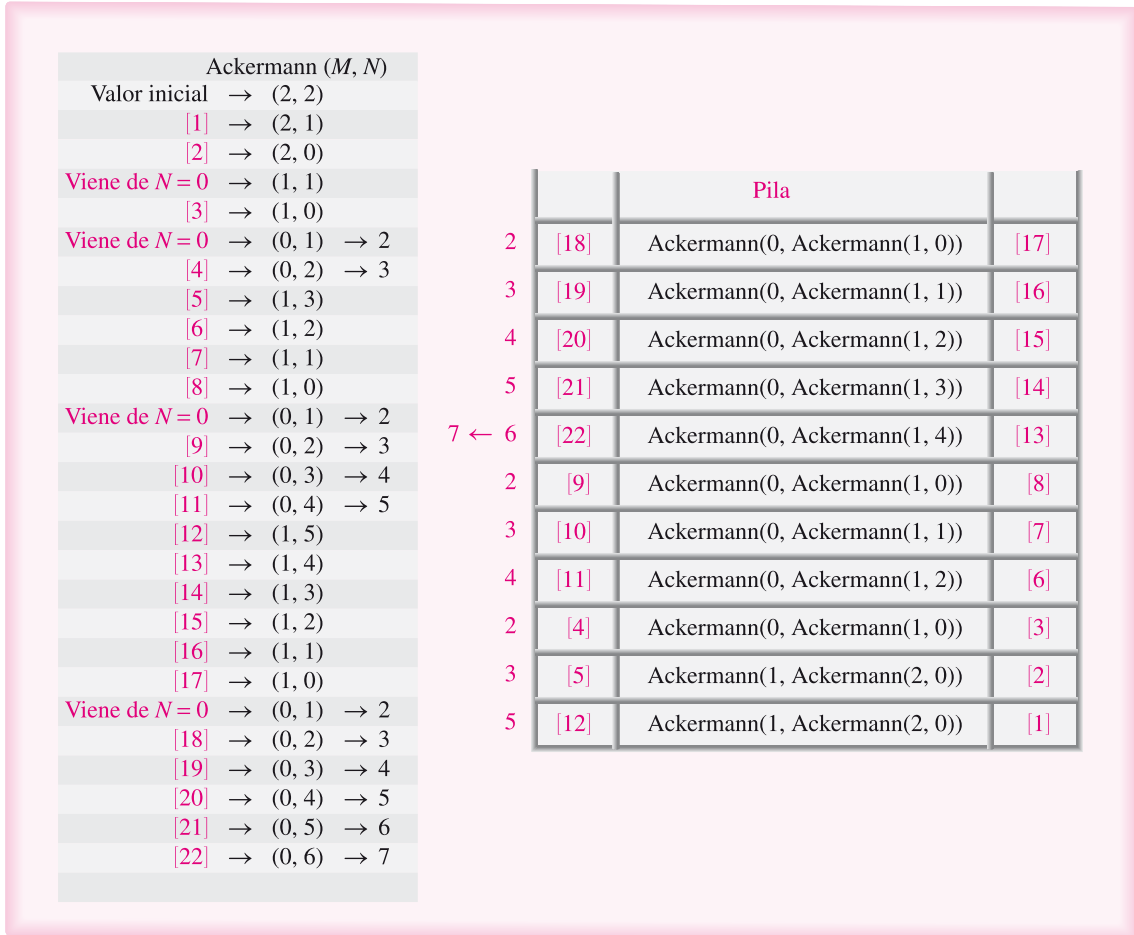 Ackermann (M, N)
Valor inicial → (2, 2)
[1] → (2, 1)
[2] → (2, 0)
Viene de N = 0 → (1, 1)
[3] → (1, 0)
Viene de N = 0 → (0, 1) → 2
[4] → (0, 2) → 3
[5] → (1, 3)
[6] → (1, 2)
[7] → (1, 1)
[8] → (1, 0)
Viene de N = 0 → (0, 1) → 2
[9] → (0, 2) → 3
[10] → (0, 3) → 4
[11] → (0, 4) → 5
[12] → (1, 5)
[13] → (1, 4)
[14] → (1, 3)
[15] → (1, 2)
[16] → (1, 1)
[17] → (1, 0)
Viene de N = 0 → (0, 1) → 2
[18] → (0, 2) → 3
[19] → (0, 3) → 4
[20] → (0, 4) → 5
[21] → (0, 5) → 6
[22] → (0, 6) → 7
Pila
2 [18] Ackermann(0, Ackermann(1, 0)) [17]
3 [19] Ackermann(0, Ackermann(1, 1)) [16]
4 [20] Ackermann(0, Ackermann(1, 2)) [15]
5 [21] Ackermann(0, Ackermann(1, 3)) [14]
7 ← 6 [22] Ackermann(0, Ackermann(1, 4)) [13]
2 [9] Ackermann(0, Ackermann(1, 0)) [8]
3 [10] Ackermann(0, Ackermann(1, 1)) [7]
4 [11] Ackermann(0, Ackermann(1, 2)) [6]
2 [4] Ackermann(0, Ackermann(1, 0)) [3]
3 [5] Ackermann(1, Ackermann(2, 0)) [2]
5 [12] Ackermann(1, Ackermann(2, 0)) [1]